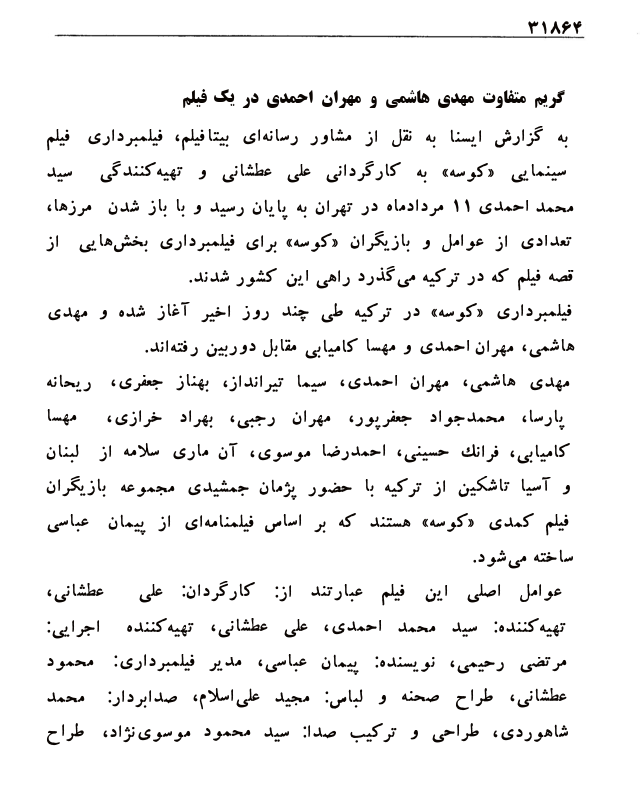 ۳۱۸۶۴
گریم متفاوت مهدی هاشمی و مهران احمدی در یک فیلم
به گزارش ایسنا به نقل از مشاور رسانه‌ای بیتافیلم، فیلمبرداری فیلم
سینمایی «کوسه» به کارگردانی علی عطشانی و تهیه‌کنندگی سید
محمد احمدی ۱۱ مردادماه در تهران به پایان رسید و با باز شدن مرزها،
تعدادی از عوامل و بازیگران «کوسه» برای فیلمبرداری بخش‌هایی از
قصه فیلم که در ترکیه می‌گذرد راهی این کشور شدند.
فیلمبرداری «کوسه» در ترکیه طی چند روز اخیر آغاز شده و مهدی
هاشمی، مهران احمدی و مهسا کامیابی مقابل دوربین رفته‌اند.
مهدی هاشمی، مهران احمدی، سیما تیرانداز، بهناز جعفری، ریحانه
پارسا، محمدجواد جعفرپور، مهران رجبی، بهراد خرازی، مهسا
کامیابی، فرانک حسینی، احمدرضا موسوی، آن ماری سلامه از لبنان
و آسیا تاشکین از ترکیه با حضور پژمان جمشیدی مجموعه بازیگران
فیلم کمدی «کوسه» هستند که بر اساس فیلمنامه‌ای از پیمان عباسی
ساخته می‌شود.
عوامل اصلی این فیلم عبارتند از: کارگردان: علی عطشانی،
تهیه‌کننده: سید محمد احمدی، علی عطشانی، تهیه‌کننده اجرایی:
مرتضی رحیمی، نویسنده: پیمان عباسی، مدیر فیلمبرداری: محمود
عطشانی، طراح صحنه و لباس: مجید علی‌اسلام، صدابردار: محمد
شاهوردی، طراحی و ترکیب صدا: سید محمود موسوی‌نژاد، طراح